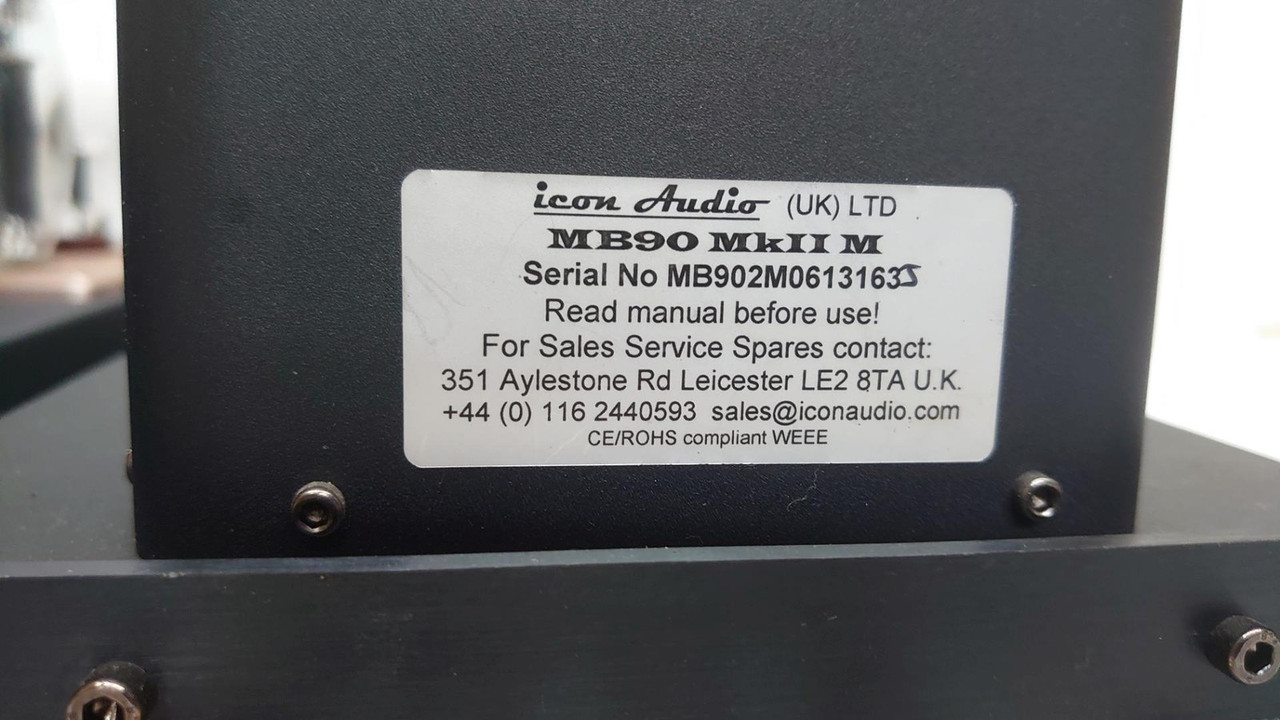 icon Audio (UK) LTD
MB90 MkII M
Serial No MB902M06131635
Read manual before use!
For Sales Service Spares contact:
351 Aylestone Rd Leicester LE2 8TA U.K.
+44 (0) 116 2440593 sales@iconaudio.com
CE/ROHS compliant WEEE